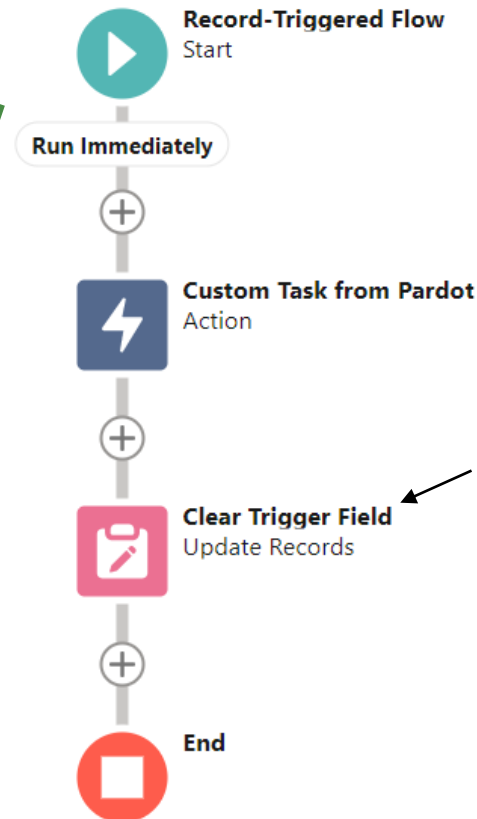 Record-Triggered Flow
Start
Run Immediately
Custom Task from Pardot
Action
Clear Trigger Field
Update Records
End